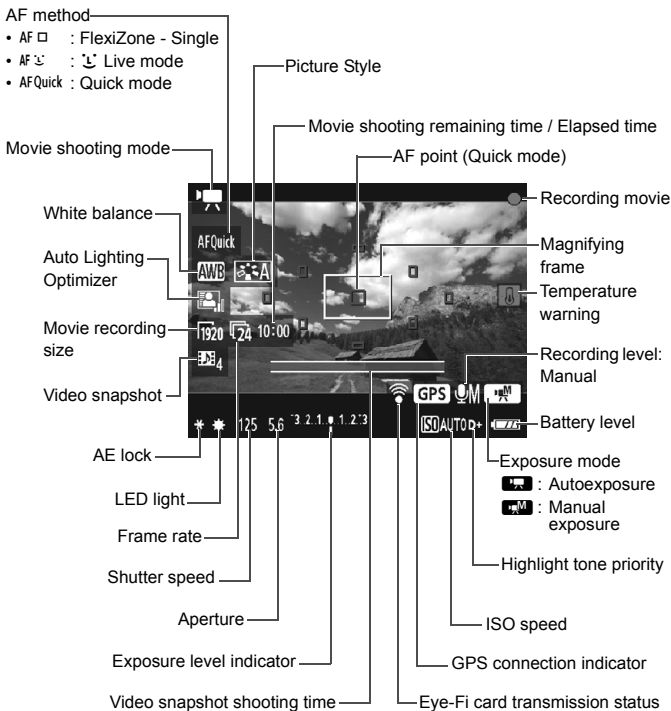 AF method
• AF □ : FlexiZone - Single
• AF : Live mode
• AFQuick : Quick mode
Picture Style
Movie shooting remaining time / Elapsed time
AF point (Quick mode)
Movie shooting mode
Recording movie
White balance
AFQuick
Magnifying
frame
AWB
A
Auto Lighting
Optimizer
Temperature
warning
Movie recording
size
1920
24
10:00
Recording level:
Manual
Video snapshot
4
GPS
M
M
125
5.6
-3..2..1..0..1..2..+3
ISO AUTO D+
Battery level
AE lock
Exposure mode
: Autoexposure
M : Manual
exposure
LED light
Frame rate
Highlight tone priority
Shutter speed
Aperture
ISO speed
Exposure level indicator
GPS connection indicator
Video snapshot shooting time
Eye-Fi card transmission status